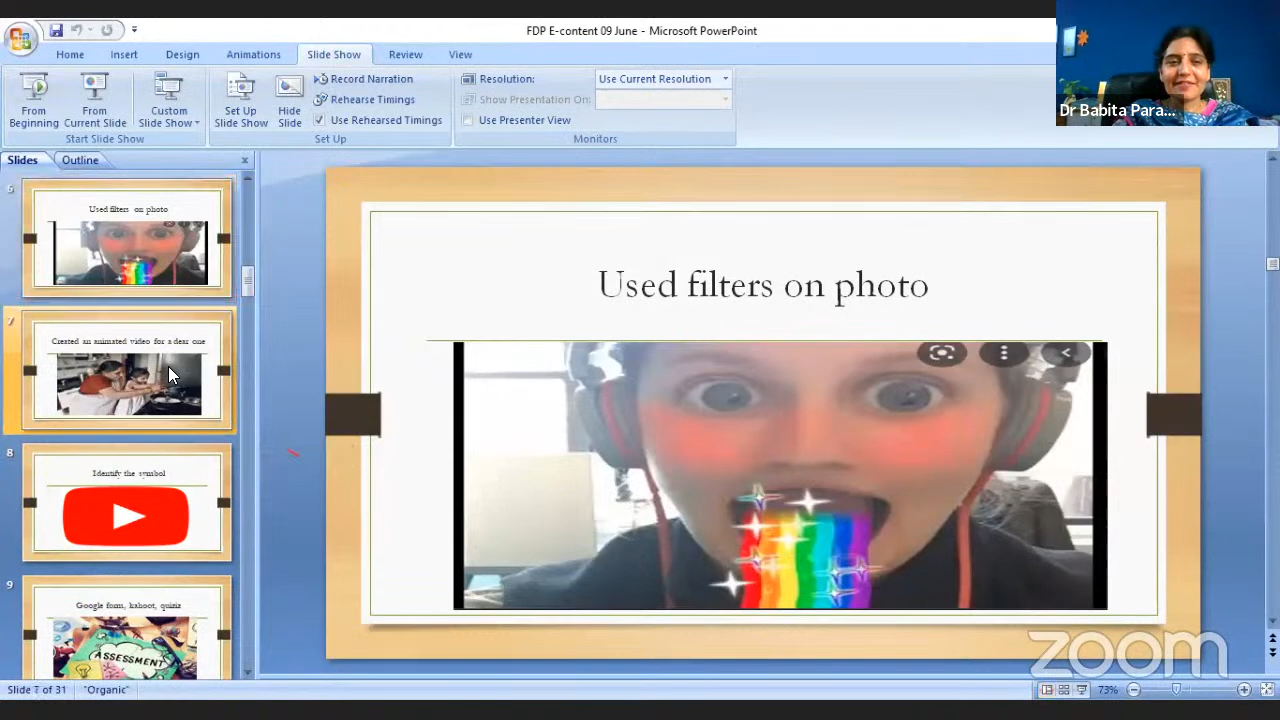 FDP E-content 09 June - Microsoft PowerPoint
Home Insert Design Animations Slide Show Review View
From Beginning
From Current Slide
Custom Slide Show
Start Slide Show
Set Up Slide Show
Hide Slide
Record Narration
Rehearse Timings
Use Rehearsed Timings
Set Up
Resolution: Use Current Resolution
Show Presentation On:
Use Presenter View
Monitors
Dr Babita Para...
Slides Outline
Used filters on photo
7
Created an animated video for a dear one
8
Identify the symbol
9
Google form, kahoot, quiziz
ASSESSMENT
Used filters on photo
zoom
Slide 7 of 31 "Organic" 73%